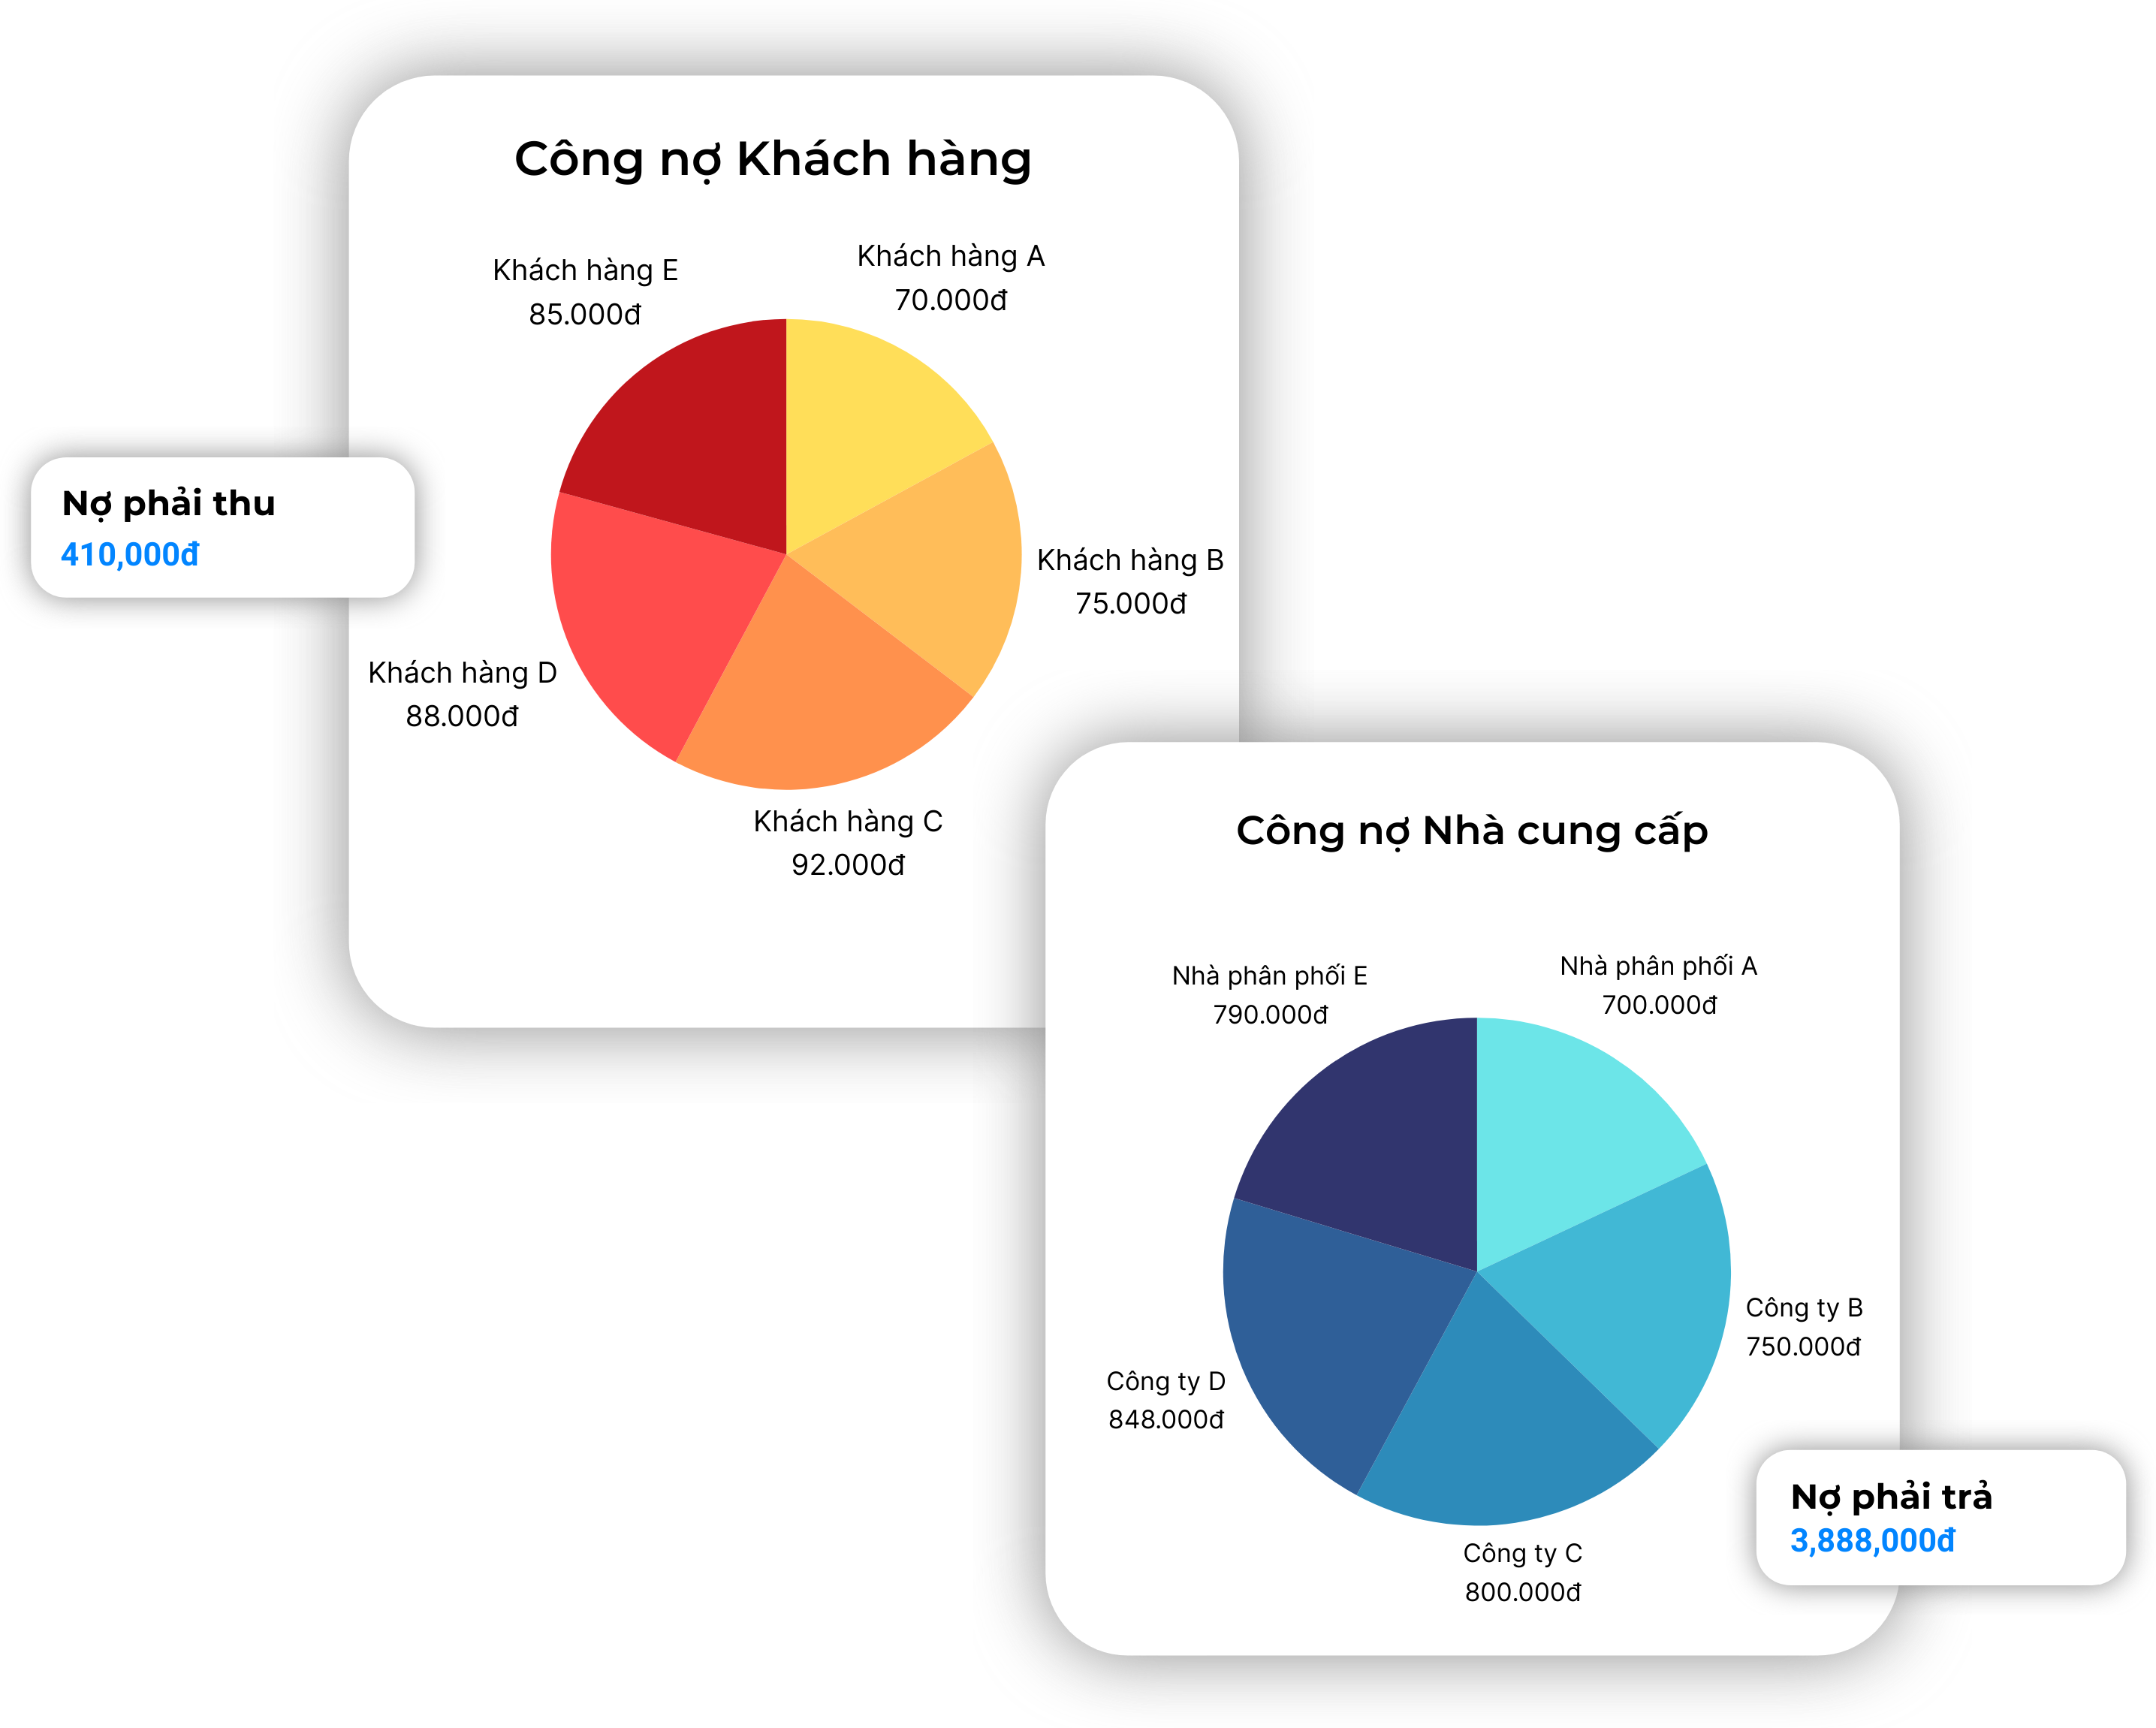 Công nợ Khách hàng
Khách hàng E
85.000đ
Khách hàng A
70.000đ
Nợ phải thu
410,000đ
Khách hàng B
75.000đ
Khách hàng D
88.000đ
Khách hàng C
92.000đ
Công nợ Nhà cung cấp
Nhà phân phối E
790.000đ
Nhà phân phối A
700.000đ
Công ty B
750.000đ
Công ty D
848.000đ
Công ty C
800.000đ
Nợ phải trả
3,888,000đ